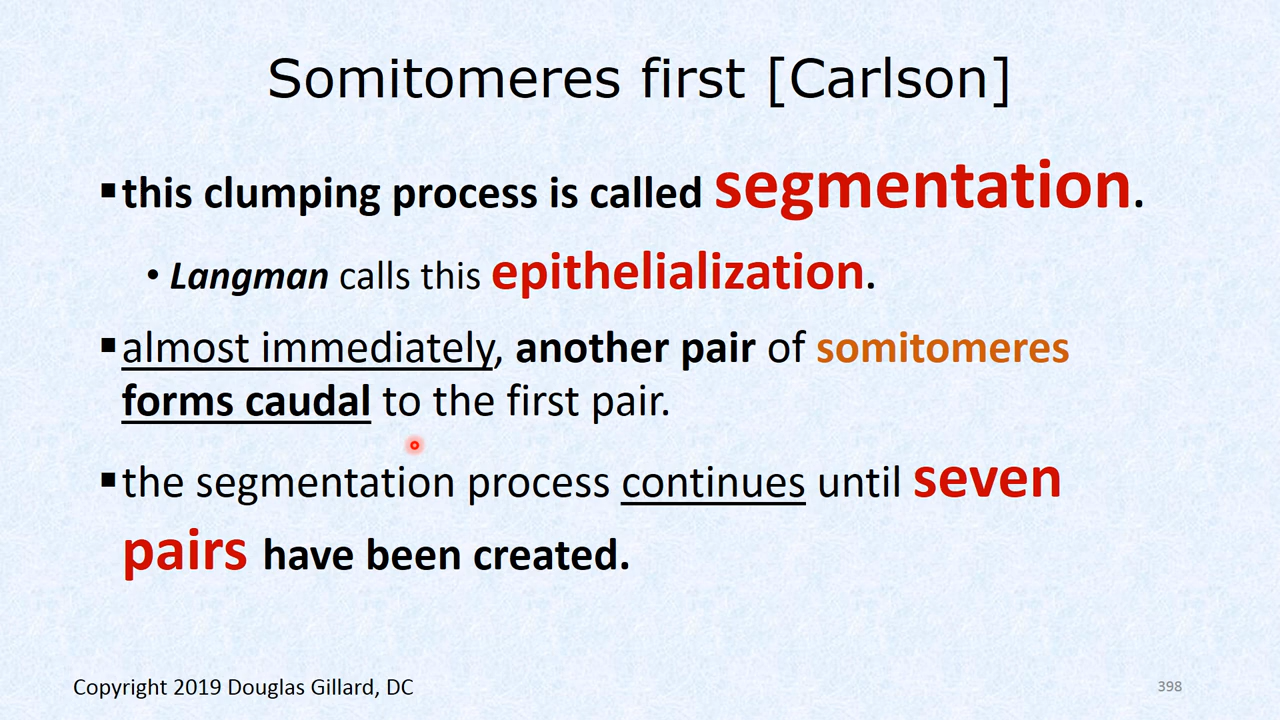 Somitomeres first [Carlson]
▪this clumping process is called segmentation.
• Langman calls this epithelialization.
▪almost immediately, another pair of somitomeres
forms caudal to the first pair.
▪the segmentation process continues until seven
pairs have been created.
Copyright 2019 Douglas Gillard, DC
398